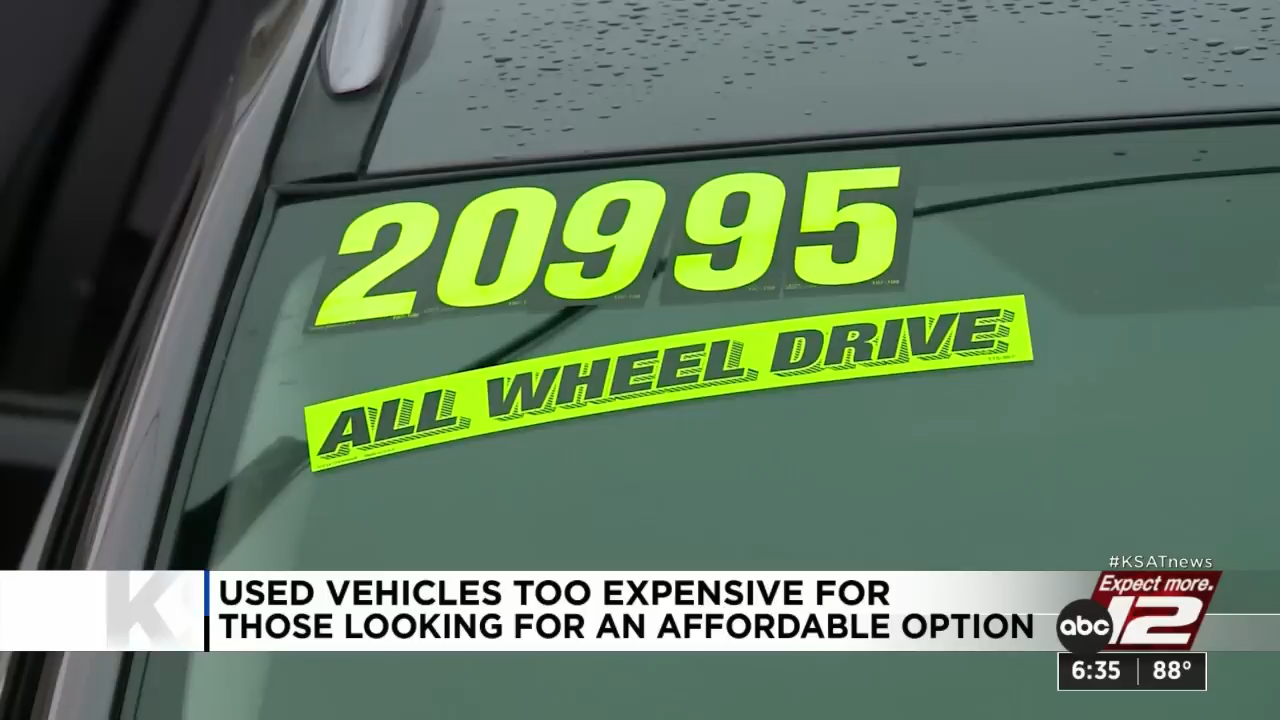 20995
ALL WHEEL DRIVE
#KSATnews
K
USED VEHICLES TOO EXPENSIVE FOR
THOSE LOOKING FOR AN AFFORDABLE OPTION
Expect more.
abc 12
6:35 88°